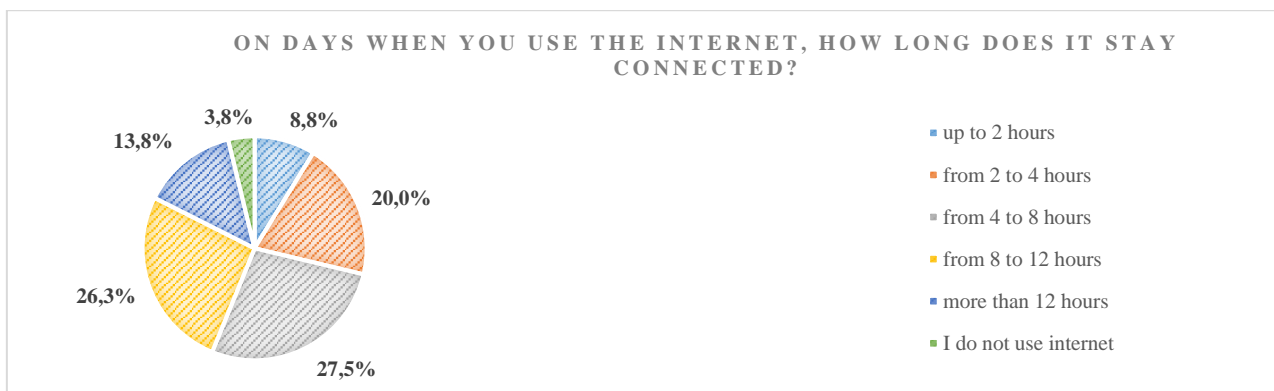 ON DAYS WHEN YOU USE THE INTERNET, HOW LONG DOES IT STAY
CONNECTED?
3,8%
8,8%
13,8%
20,0%
26,3%
27,5%
up to 2 hours
from 2 to 4 hours
from 4 to 8 hours
from 8 to 12 hours
more than 12 hours
I do not use internet